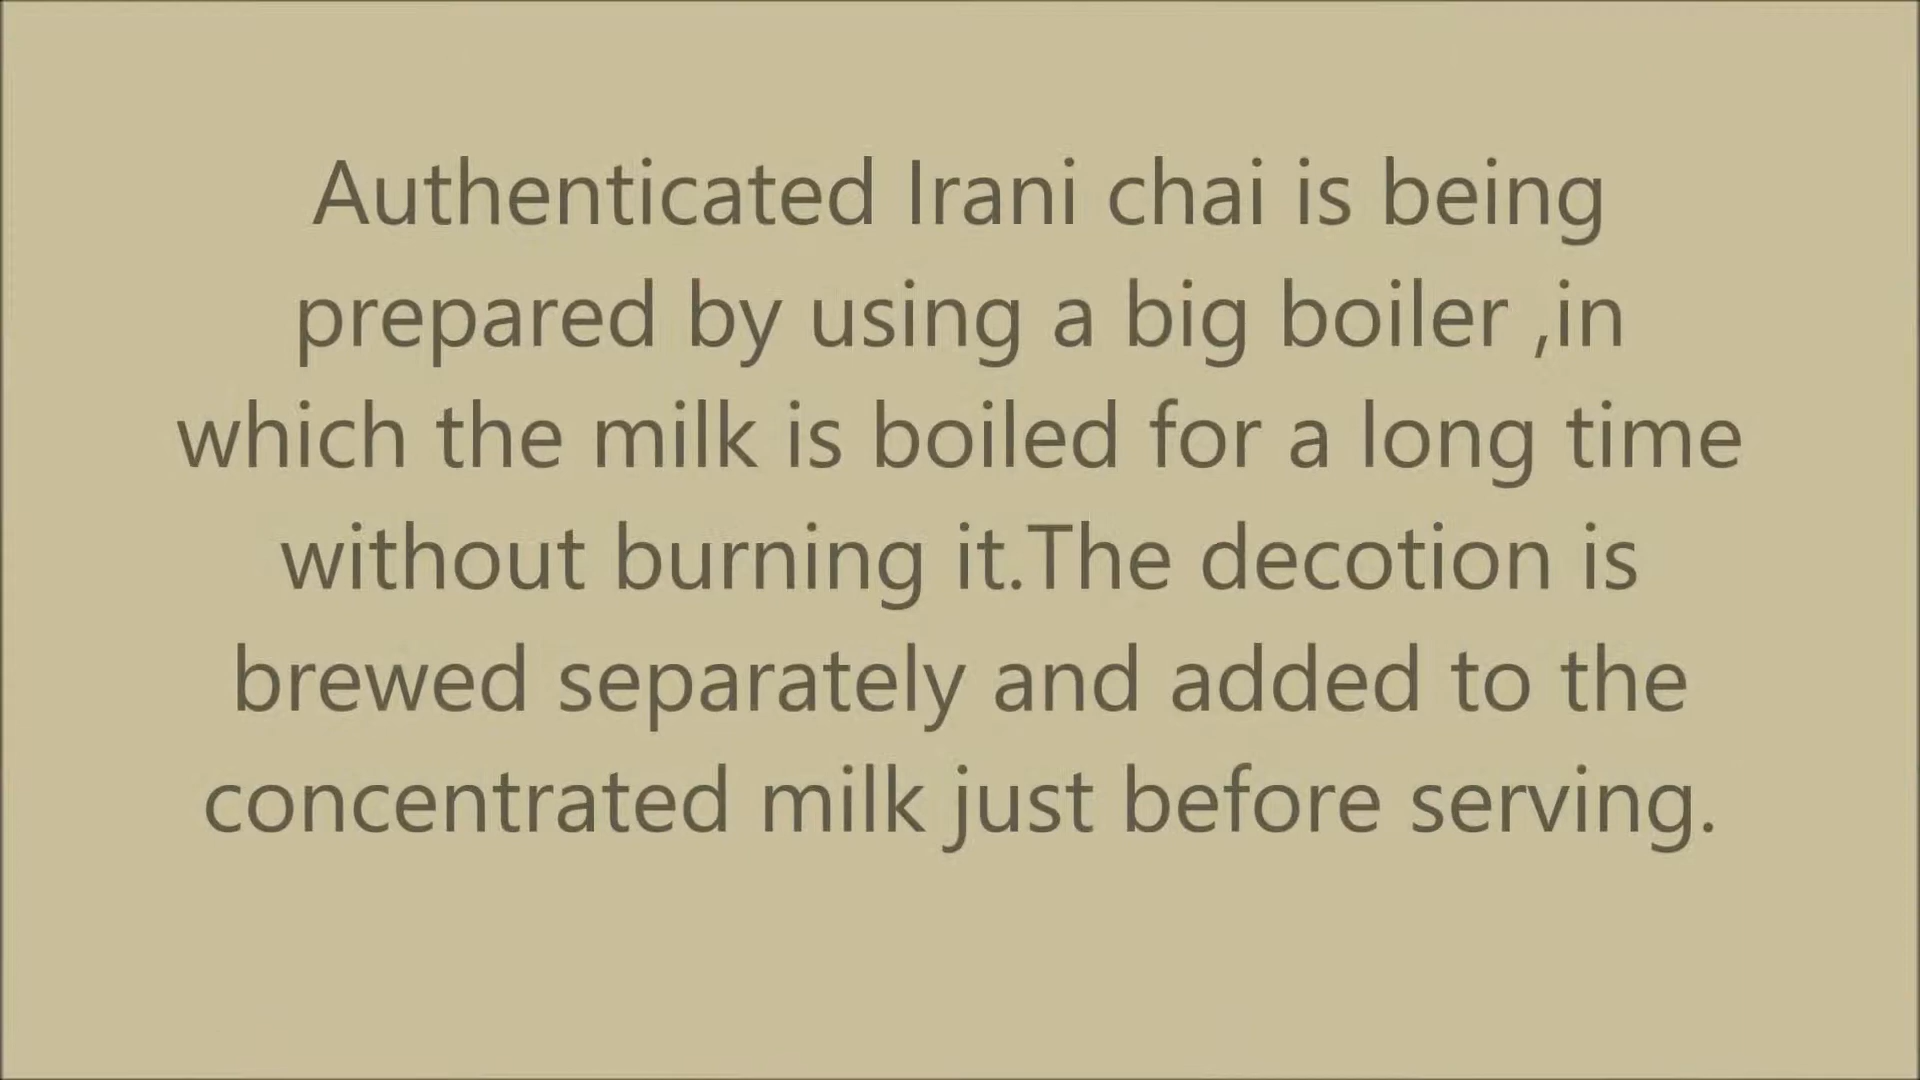 Authenticated Irani chai is being
prepared by using a big boiler ,in
which the milk is boiled for a long time
without burning it.The decotion is
brewed separately and added to the
concentrated milk just before serving.